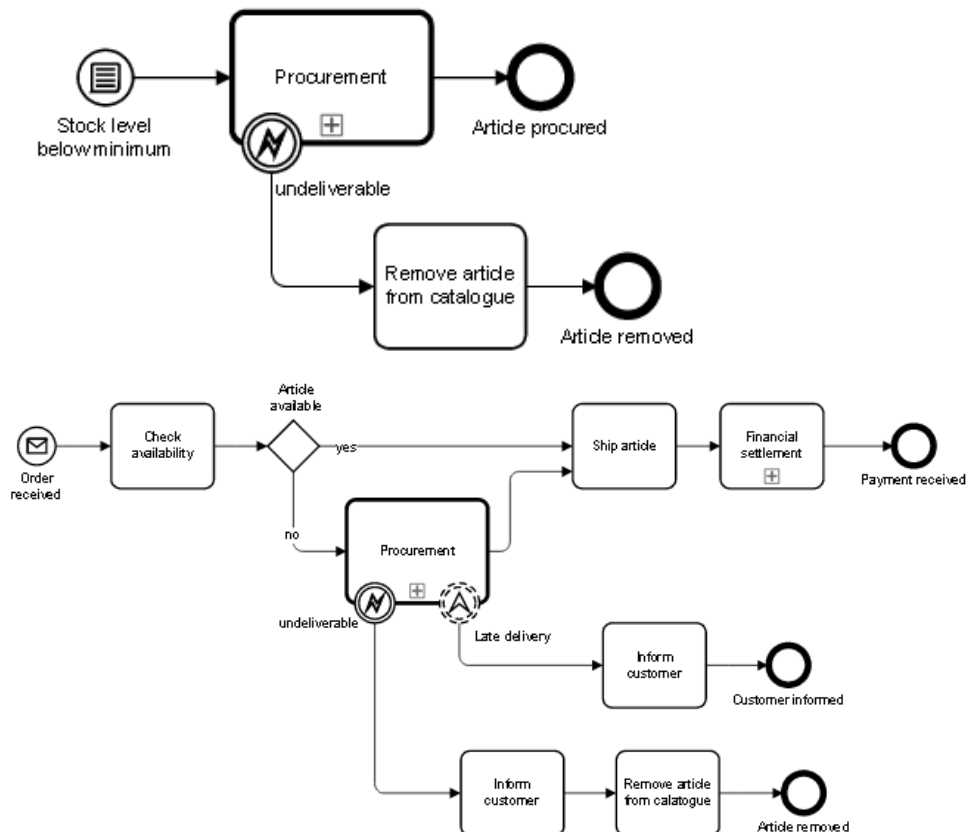 Procurement
Stock level
below minimum
Article procured
undeliverable
Remove article
from catalogue
Article removed
Article
available
Check
availability
yes
Ship article
Financial
settlement
Order
received
Payment received
no
Procurement
undeliverable
Late delivery
Inform
customer
Customer informed
Inform
customer
Remove article
from calatogue
Article removed